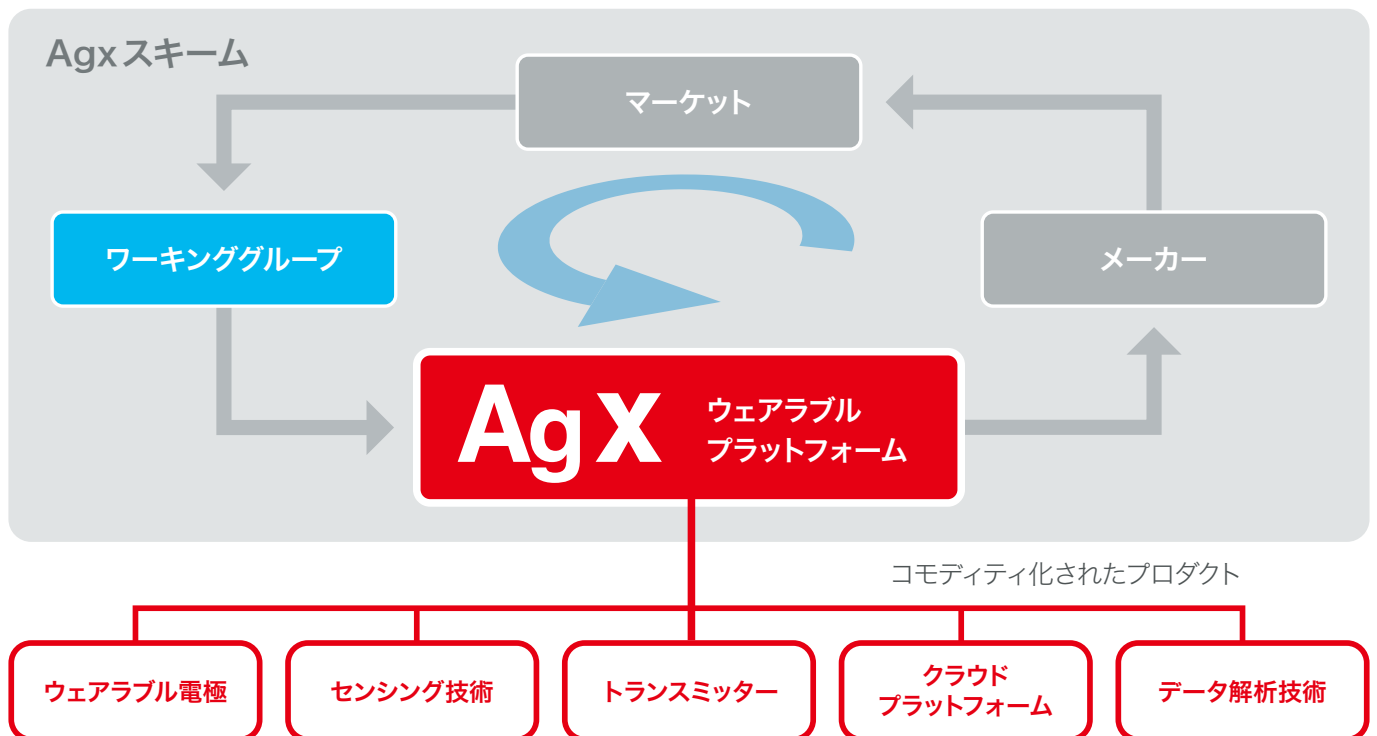 Agxスキーム
マーケット
ワーキンググループ
メーカー
AgX
ウェアラブル
プラットフォーム
コモディティ化されたプロダクト
ウェアラブル電極
センシング技術
トランスミッター
クラウド
プラットフォーム
データ解析技術